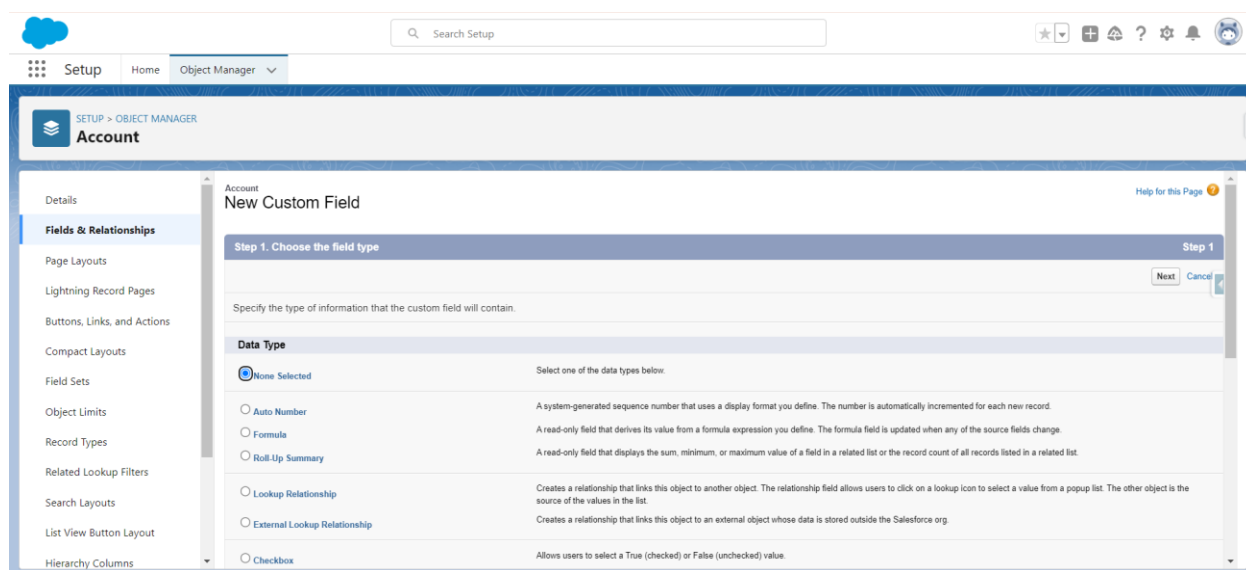 Search Setup
Setup Home Object Manager
SETUP > OBJECT MANAGER
Account
Details
Fields & Relationships
Page Layouts
Lightning Record Pages
Buttons, Links, and Actions
Compact Layouts
Field Sets
Object Limits
Record Types
Related Lookup Filters
Search Layouts
List View Button Layout
Hierarchy Columns
Account
New Custom Field
Help for this Page ?
Step 1. Choose the field type Step 1
Next Cancel
Specify the type of information that the custom field will contain.
Data Type
None Selected Select one of the data types below.
Auto Number A system-generated sequence number that uses a display format you define. The number is automatically incremented for each new record.
Formula A read-only field that derives its value from a formula expression you define. The formula field is updated when any of the source fields change.
Roll-Up Summary A read-only field that displays the sum, minimum, or maximum value of a field in a related list or the record count of all records listed in a related list.
Lookup Relationship Creates a relationship that links this object to another object. The relationship field allows users to click on a lookup icon to select a value from a popup list. The other object is the
source of the values in the list.
External Lookup Relationship Creates a relationship that links this object to an external object whose data is stored outside the Salesforce org.
Checkbox Allows users to select a True (checked) or False (unchecked) value.